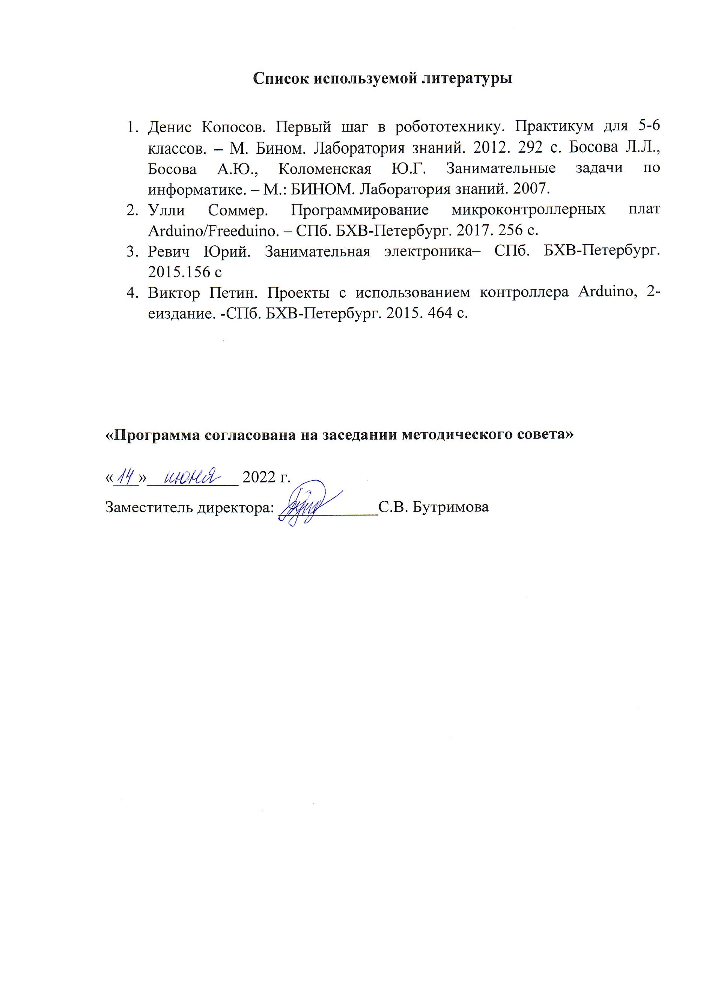 Список используемой литературы
1. Денис Копосов. Первый шаг в робототехнику. Практикум для 5-6
классов. – М. Бином. Лаборатория знаний. 2012. 292 с. Босова Л.Л.,
Босова А.Ю., Коломенская Ю.Г. Занимательные задачи по
информатике. – М.: БИНОМ. Лаборатория знаний. 2007.
2. Улли Соммер. Программирование микроконтроллерных плат
Arduino/Freeduino. – СПб. БХВ-Петербург. 2017. 256 с.
3. Ревич Юрий. Занимательная электроника– СПб. БХВ-Петербург.
2015.156 с
4. Виктор Петин. Проекты с использованием контроллера Arduino, 2-
еиздание. -СПб. БХВ-Петербург. 2015. 464 с.
«Программа согласована на заседании методического совета»
«14» июня 2022 г.
Заместитель директора: С.В. Бутримова